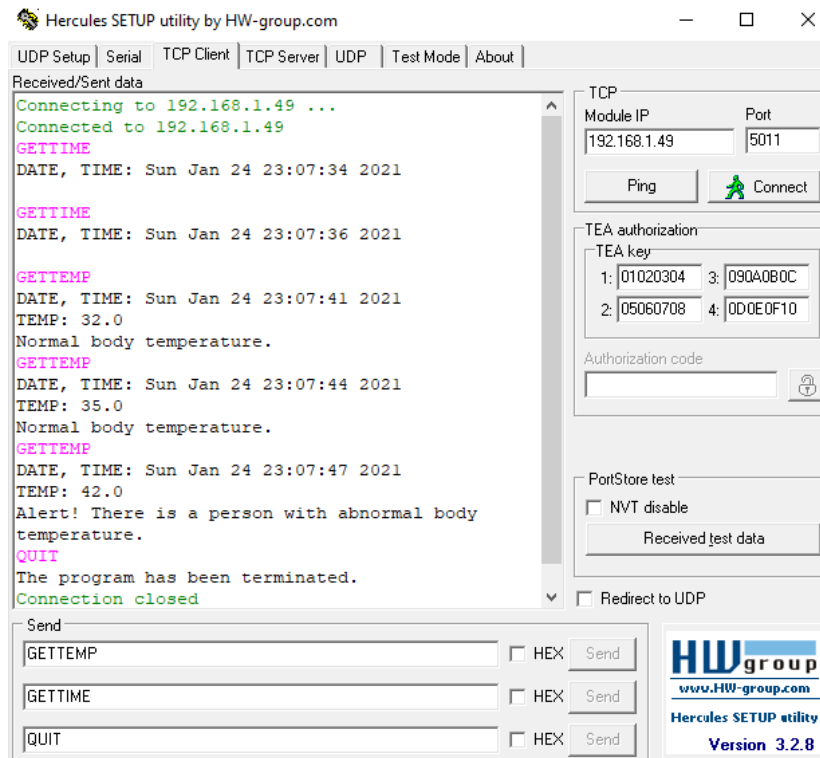 Hercules SETUP utility by HW-group.com
UDP Setup Serial TCP Client TCP Server UDP Test Mode About
Received/Sent data
Connecting to 192.168.1.49 ...
Connected to 192.168.1.49
GETTIME
DATE, TIME: Sun Jan 24 23:07:34 2021
GETTIME
DATE, TIME: Sun Jan 24 23:07:36 2021
GETTEMP
DATE, TIME: Sun Jan 24 23:07:41 2021
TEMP: 32.0
Normal body temperature.
GETTEMP
DATE, TIME: Sun Jan 24 23:07:44 2021
TEMP: 35.0
Normal body temperature.
GETTEMP
DATE, TIME: Sun Jan 24 23:07:47 2021
TEMP: 42.0
Alert! There is a person with abnormal body
temperature.
QUIT
The program has been terminated.
Connection closed
TCP
Module IP Port
192.168.1.49 5011
Ping Connect
TEA authorization
TEA key
1: 01020304 3: 090A0B0C
2: 05060708 4: 0D0E0F10
Authorization code
PortStore test
NVT disable
Received test data
Redirect to UDP
Send
GETTEMP HEX Send
GETTIME HEX Send
QUIT HEX Send
HWgroup
www.HW-group.com
Hercules SETUP utility
Version 3.2.8